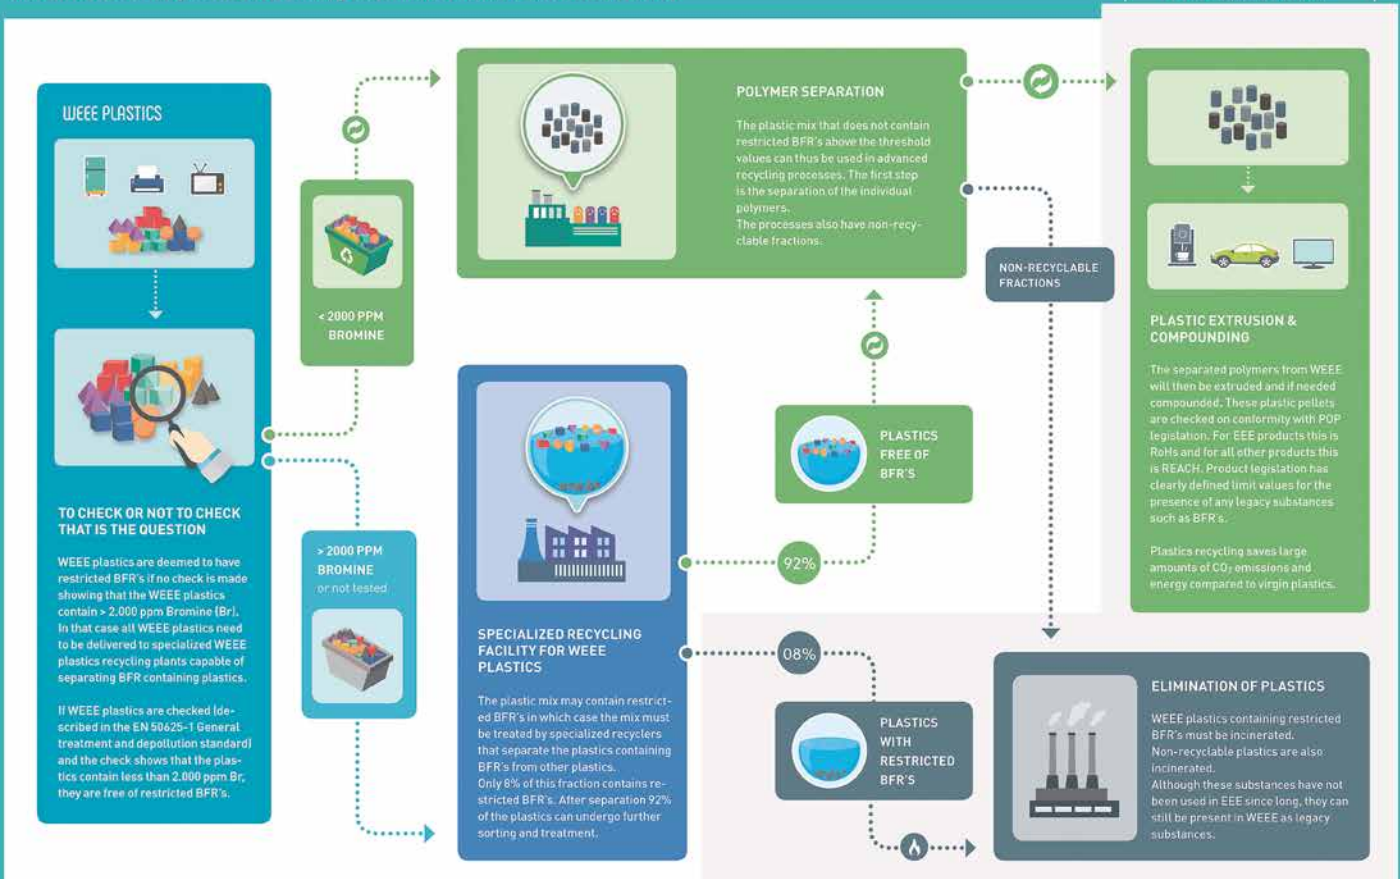 WEEE PLASTICS
TO CHECK OR NOT TO CHECK
THAT IS THE QUESTION
WEEE plastics are deemed to have
restricted BFR's if no check is made
showing that the WEEE plastics
contain > 2.000 ppm Bromine (Br).
In that case all WEEE plastics need
to be delivered to specialized WEEE
plastics recycling plants capable of
separating BFR containing plastics.
If WEEE plastics are checked (de-
scribed in the EN 50625-1 General
treatment and depollution standard)
and the check shows that the plas-
tics contain less than 2.000 ppm Br,
they are free of restricted BFR's.
< 2000 PPM
BROMINE
> 2000 PPM
BROMINE
or not tested
POLYMER SEPARATION
The plastic mix that does not contain
restricted BFR's above the threshold
values can thus be used in advanced
recycling processes. The first step
is the separation of the individual
polymers.
The processes also have non-recy-
clable fractions.
SPECIALIZED RECYCLING
FACILITY FOR WEEE
PLASTICS
The plastic mix may contain restrict-
ed BFR's in which case the mix must
be treated by specialized recyclers
that separate the plastics containing
BFR's from other plastics.
Only 8% of this fraction contains re-
stricted BFR's. After separation 92%
of the plastics can undergo further
sorting and treatment.
PLASTICS
FREE OF
BFR'S
92%
08%
PLASTICS
WITH
RESTRICTED
BFR'S
NON-RECYCLABLE
FRACTIONS
PLASTIC EXTRUSION &
COMPOUNDING
The separated polymers from WEEE
will then be extruded and if needed
compounded. These plastic pellets
are checked on conformity with POP
legislation. For EEE products this is
RoHs and for all other products this
is REACH. Product legislation has
clearly defined limit values for the
presence of any legacy substances
such as BFR's.
Plastics recycling saves large
amounts of CO₂ emissions and
energy compared to virgin plastics.
ELIMINATION OF PLASTICS
WEEE plastics containing restricted
BFR's must be incinerated.
Non-recyclable plastics are also
incinerated.
Although these substances have not
been used in EEE since long, they can
still be present in WEEE as legacy
substances.